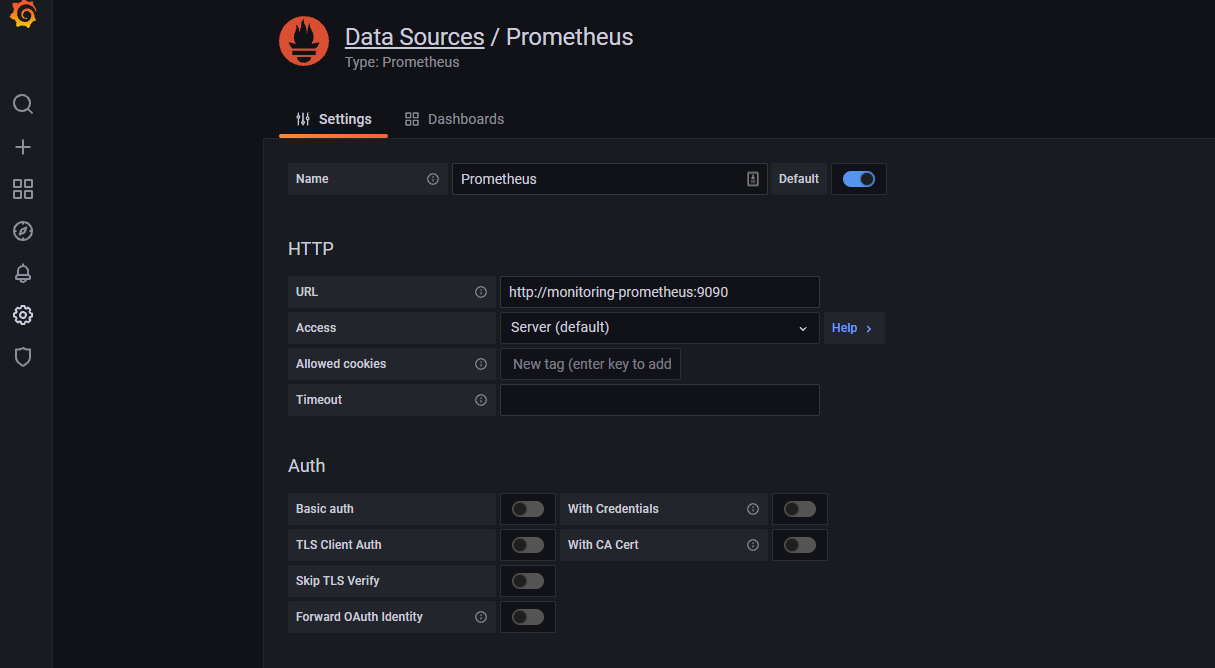 Data Sources / Prometheus
Type: Prometheus
Settings
Dashboards
Name
Prometheus
Default
HTTP
URL
http://monitoring-prometheus:9090
Access
Server (default)
Help
Allowed cookies
New tag (enter key to add
Timeout
Auth
Basic auth
With Credentials
TLS Client Auth
With CA Cert
Skip TLS Verify
Forward OAuth Identity